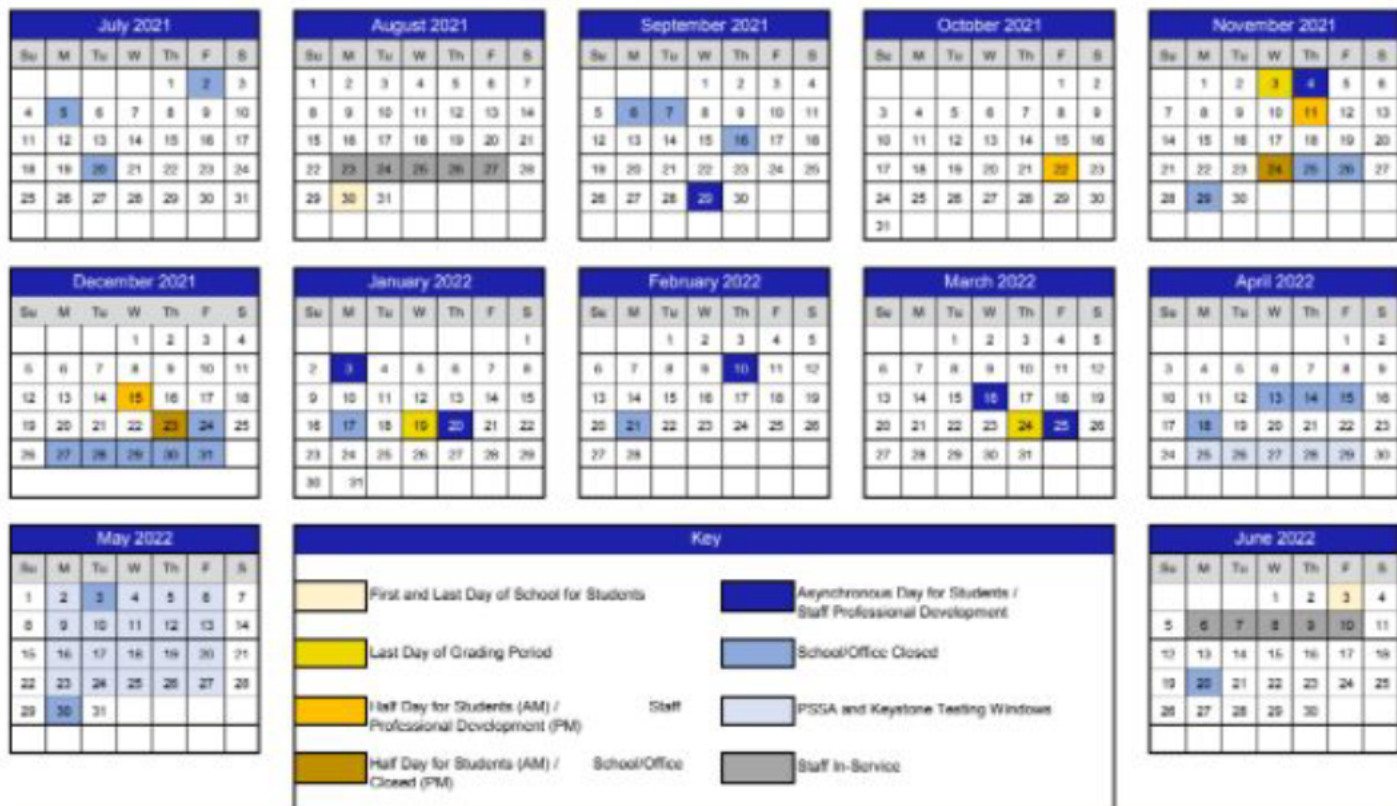 July 2021 August 2021 September 2021 October 2021 November 2021
Su M Tu W Th F S Su M Tu W Th F S Su M Tu W Th F S Su M Tu W Th F S Su M Tu W Th F S
1 2 3 1 2 3 4 5 6 7 1 2 3 4 1 2 1 2 3 4 5 6
4 5 6 7 8 9 10 8 9 10 11 12 13 14 5 6 7 8 9 10 11 3 4 5 6 7 8 9 7 8 9 10 11 12 13
11 12 13 14 15 16 17 15 16 17 18 19 20 21 12 13 14 15 16 17 18 10 11 12 13 14 15 16 14 15 16 17 18 19 20
18 19 20 21 22 23 24 22 23 24 25 26 27 28 19 20 21 22 23 24 25 17 18 19 20 21 22 23 21 22 23 24 25 26 27
25 26 27 28 29 30 31 29 30 31 26 27 28 29 30 24 25 26 27 28 29 30 28 29 30
31
December 2021 January 2022 February 2022 March 2022 April 2022
Su M Tu W Th F S Su M Tu W Th F S Su M Tu W Th F S Su M Tu W Th F S Su M Tu W Th F S
1 2 3 4 1 1 2 3 4 5 1 2 3 4 5 1 2
5 6 7 8 9 10 11 2 3 4 5 6 7 8 6 7 8 9 10 11 12 6 7 8 9 10 11 12 3 4 5 6 7 8 9
12 13 14 15 16 17 18 9 10 11 12 13 14 15 13 14 15 16 17 18 19 13 14 15 16 17 18 19 10 11 12 13 14 15 16
19 20 21 22 23 24 25 16 17 18 19 20 21 22 20 21 22 23 24 25 26 20 21 22 23 24 25 26 17 18 19 20 21 22 23
26 27 28 29 30 31 23 24 25 26 27 28 29 27 28 27 28 29 30 31 24 25 26 27 28 29 30
30 31
May 2022 Key June 2022
Su M Tu W Th F S Su M Tu W Th F S
1 2 3 4 5 6 7 1 2 3 4
8 9 10 11 12 13 14 5 6 7 8 9 10 11
15 16 17 18 19 20 21 12 13 14 15 16 17 18
22 23 24 25 26 27 28 19 20 21 22 23 24 25
29 30 31 26 27 28 29 30
First and Last Day of School for Students
Last Day of Grading Period
Half Day for Students (AM) / Staff
Professional Development (PM)
Half Day for Students (AM) / School/Office
Closed (PM)
Asynchronous Day for Students /
Staff Professional Development
School/Office Closed
PSSA and Keystone Testing Windows
Staff In-Service